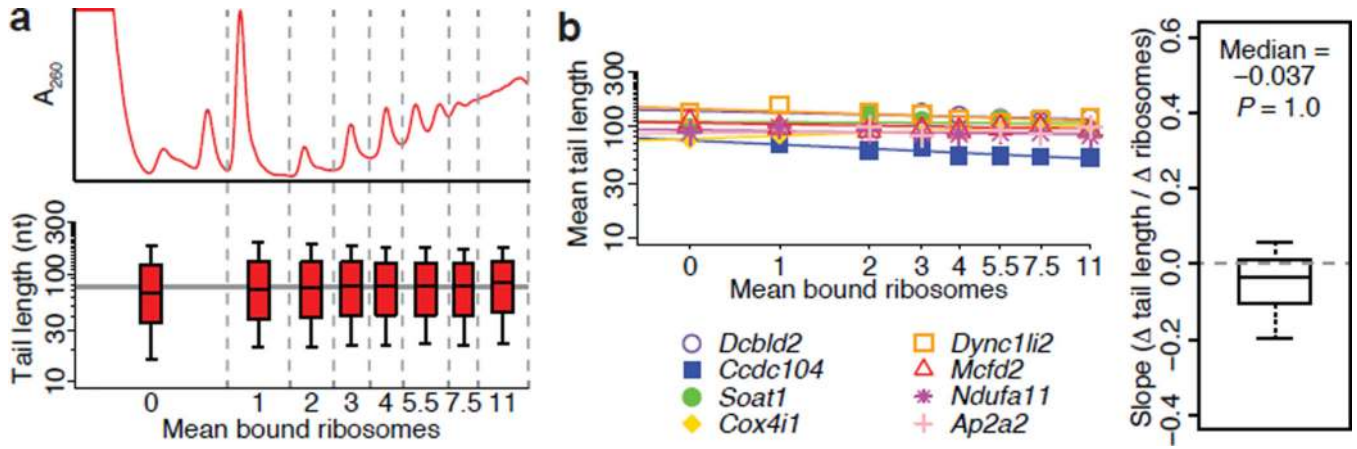 a
A260
Tail length (nt)
300
100
30
10
0 1 2 3 4 5.5 7.5 11
Mean bound ribosomes
b
Mean tail length
300
100
30
10
0 1 2 3 4 5.5 7.5 11
Mean bound ribosomes
Dcbld2
Ccdc104
Soat1
Cox4i1
Dync1li2
Mcfd2
Ndufa11
Ap2a2
Slope (Δ tail length / Δ ribosomes)
0.6
0.4
0.2
0.0
−0.2
−0.4
Median =
−0.037
P = 1.0